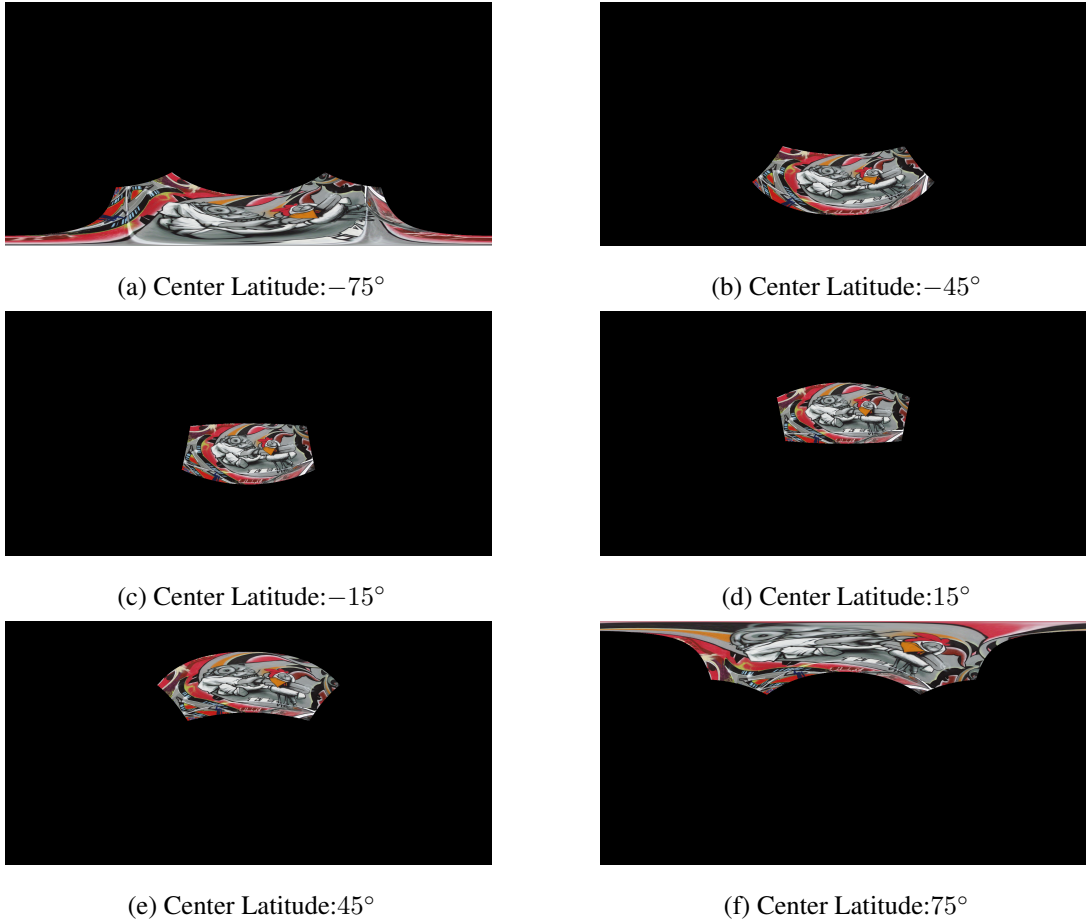 (a) Center Latitude:−75°
(b) Center Latitude:−45°
(c) Center Latitude:−15°
(d) Center Latitude:15°
(e) Center Latitude:45°
(f) Center Latitude:75°